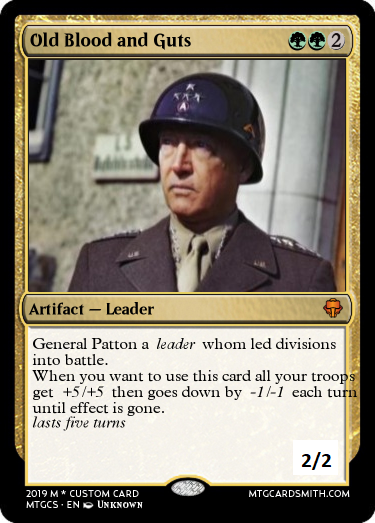 Old Blood and Guts 2
Artifact — Leader
General Patton a leader whom led divisions
into battle.
When you want to use this card all your troops
get +5/+5 then goes down by -1/-1 each turn
until effect is gone.
lasts five turns
2/2
2019 M * CUSTOM CARD
MTGCS · EN Unknown
MTGCARDSMITH.COM